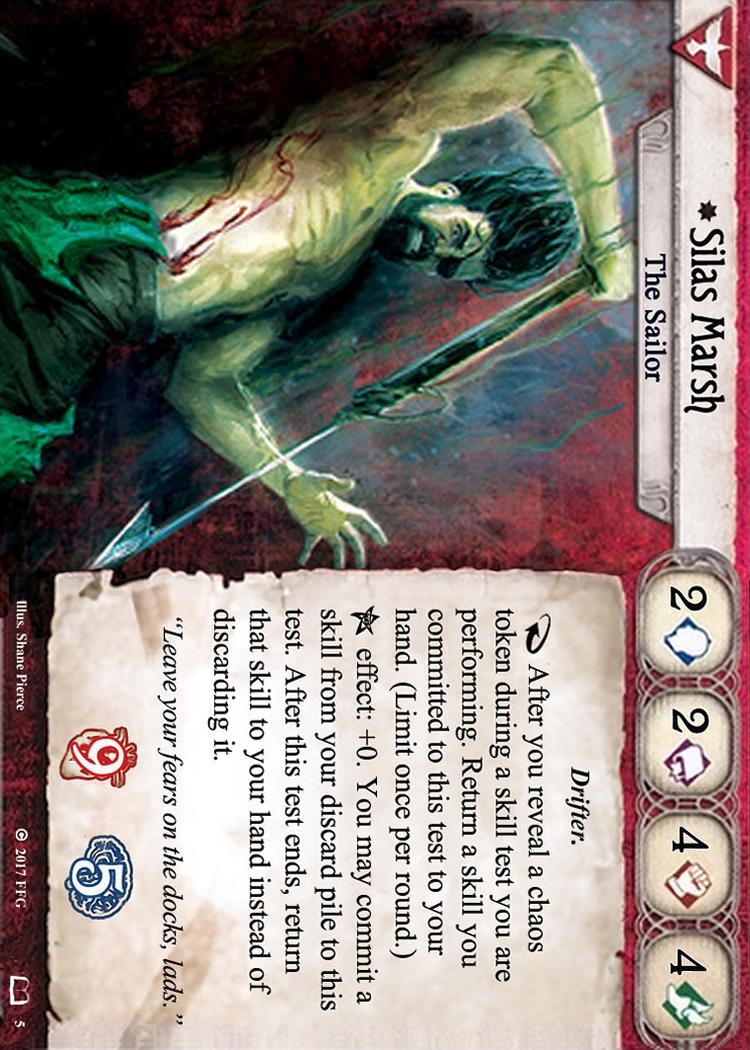 Silas Marsh
The Sailor
2 2 4 4
Drifter.
After you reveal a chaos
token during a skill test you are
performing. Return a skill you
committed to this test to your
hand. (Limit once per round.)
effect: +0. You may commit a
skill from your discard pile to this
test. After this test ends, return
that skill to your hand instead of
discarding it.
“Leave your fears on the docks, lads.”
9 5
Illus. Shane Pierce © 2017 FFG 5